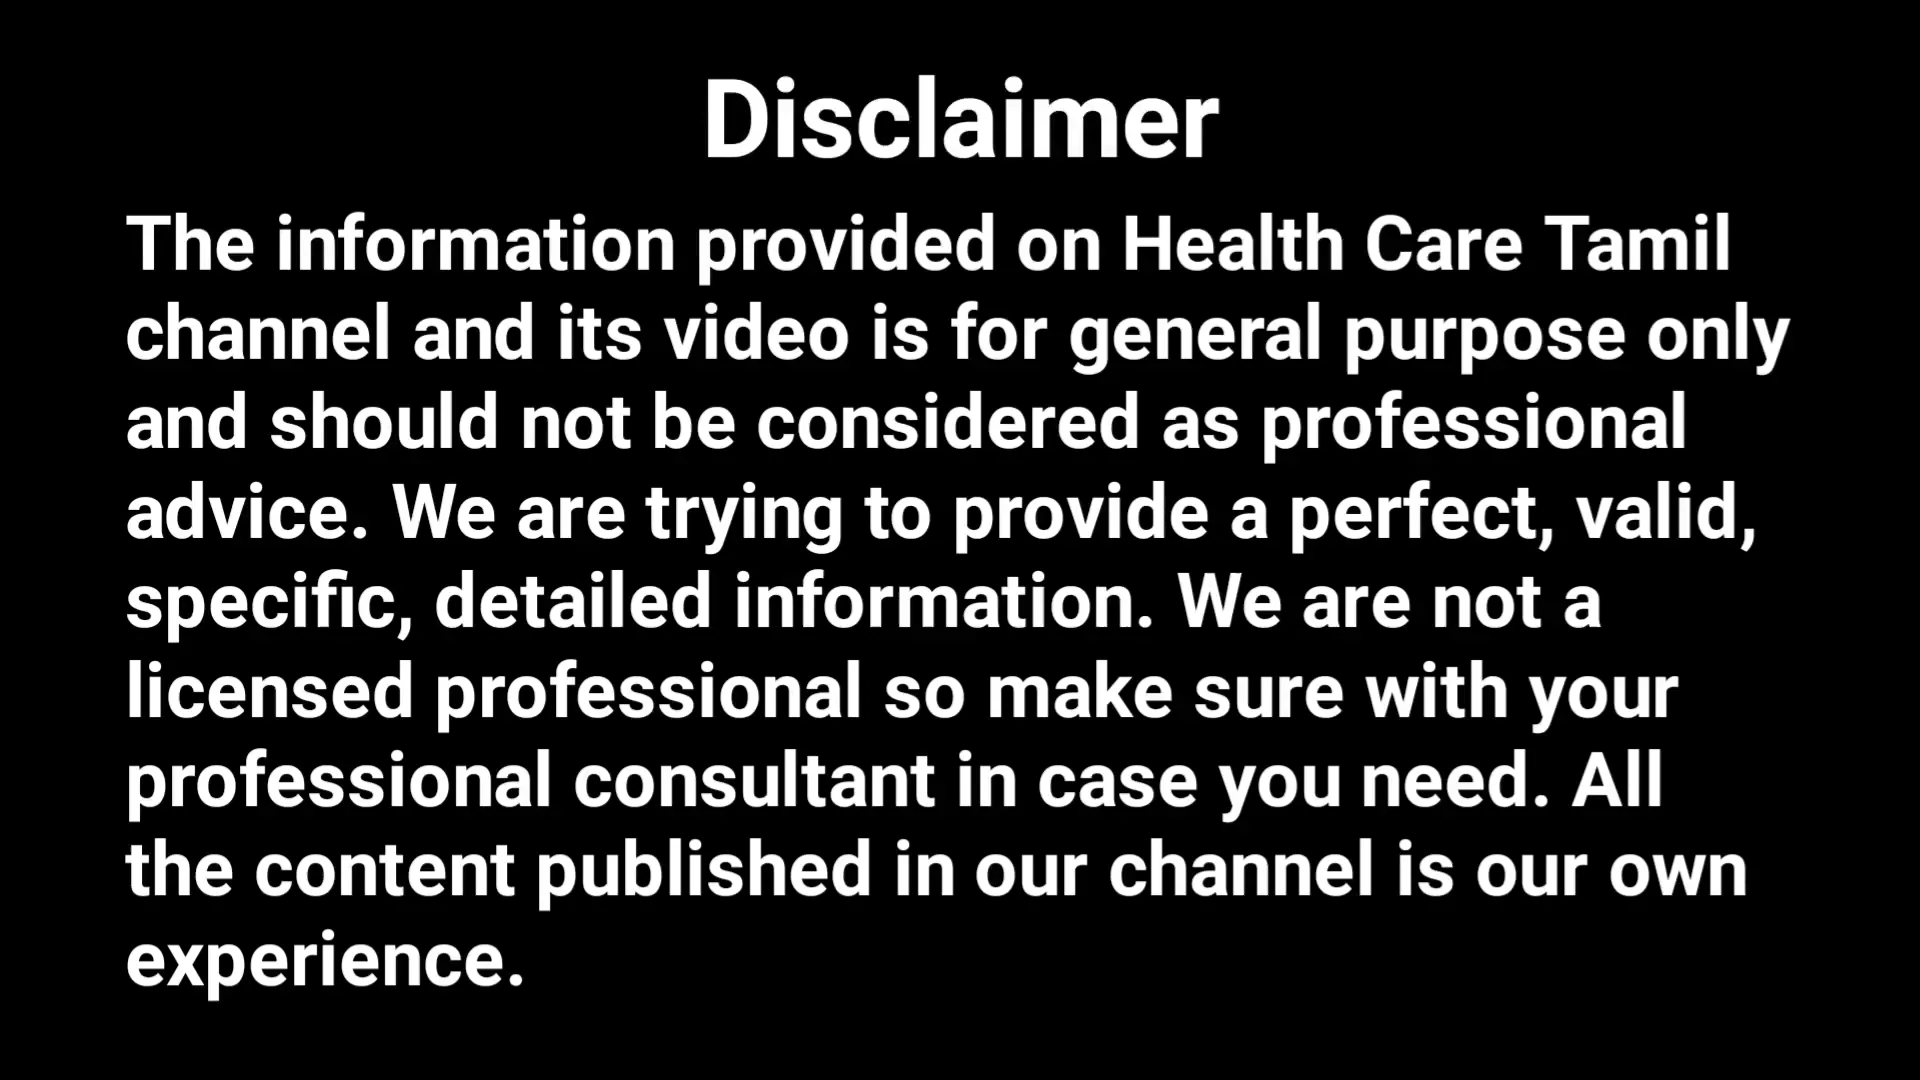 Disclaimer
The information provided on Health Care Tamil
channel and its video is for general purpose only
and should not be considered as professional
advice. We are trying to provide a perfect, valid,
specific, detailed information. We are not a
licensed professional so make sure with your
professional consultant in case you need. All
the content published in our channel is our own
experience.